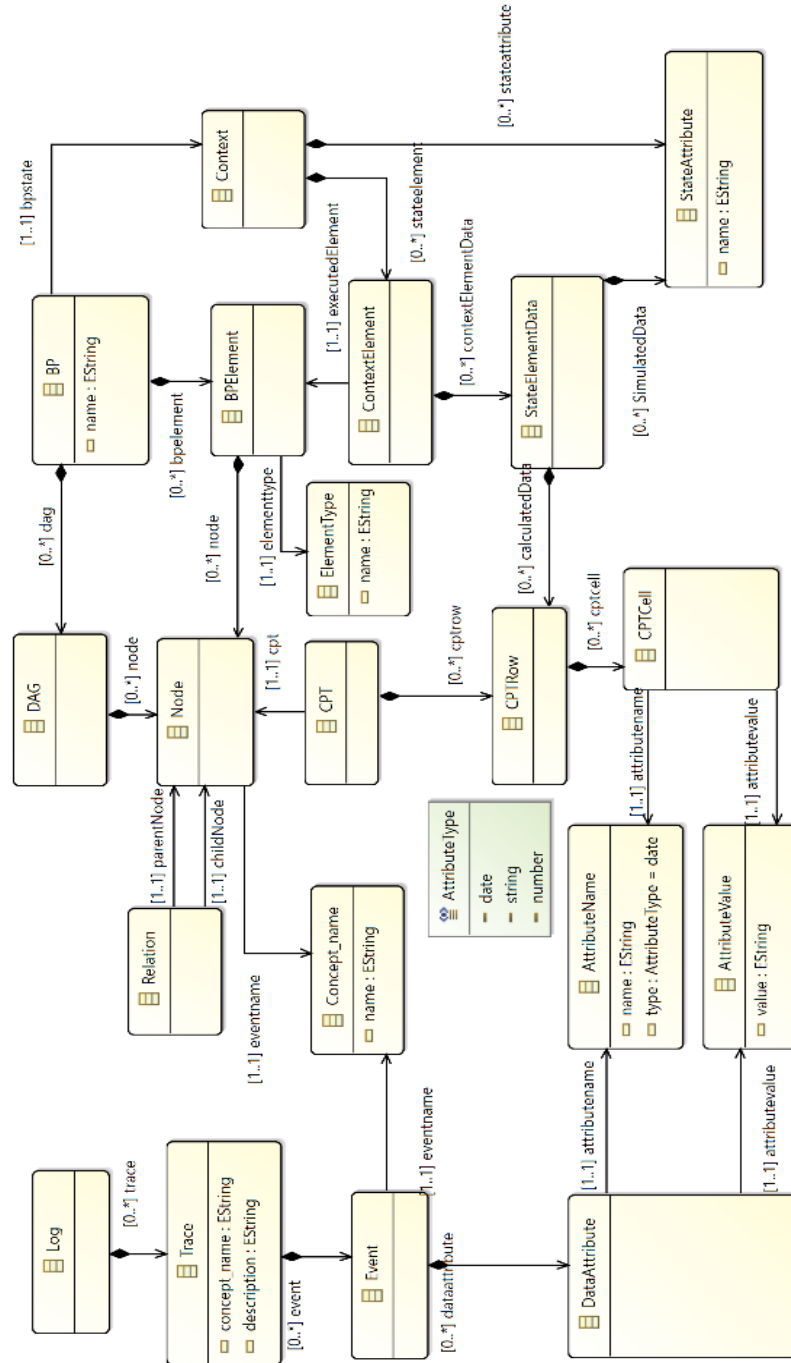 Log
[0..*] trace
Trace
concept_name : EString
description : EString
[0..*] event
Event
[1..1] eventname
[0..*] dataattribute
DataAttribute
[1..1] attributename
[1..1] attributevalue
Relation
[1..1] parentNode
[1..1] childNode
[1..1] eventname
Concept_name
name : EString
AttributeName
name : EString
type : AttributeType = date
AttributeValue
value : EString
AttributeType
date
string
number
DAG
[0..*] node
Node
[1..1] cpt
CPT
[0..*] cptrow
CPTRow
[0..*] cptcell
CPTCell
[1..1] attributename
[1..1] attributevalue
[0..*] dag
[0..*] node
[1..1] elementtype
ElementType
name : EString
[0..*] calculatedData
BP
name : EString
[0..*] bpelement
BPElement
[1..1] executedElement
ContextElement
[0..*] contextElementData
StateElementData
[0..*] SimulatedData
[1..1] bpstate
Context
[0..*] stateelement
[0..*] stateattribute
StateAttribute
name : EString